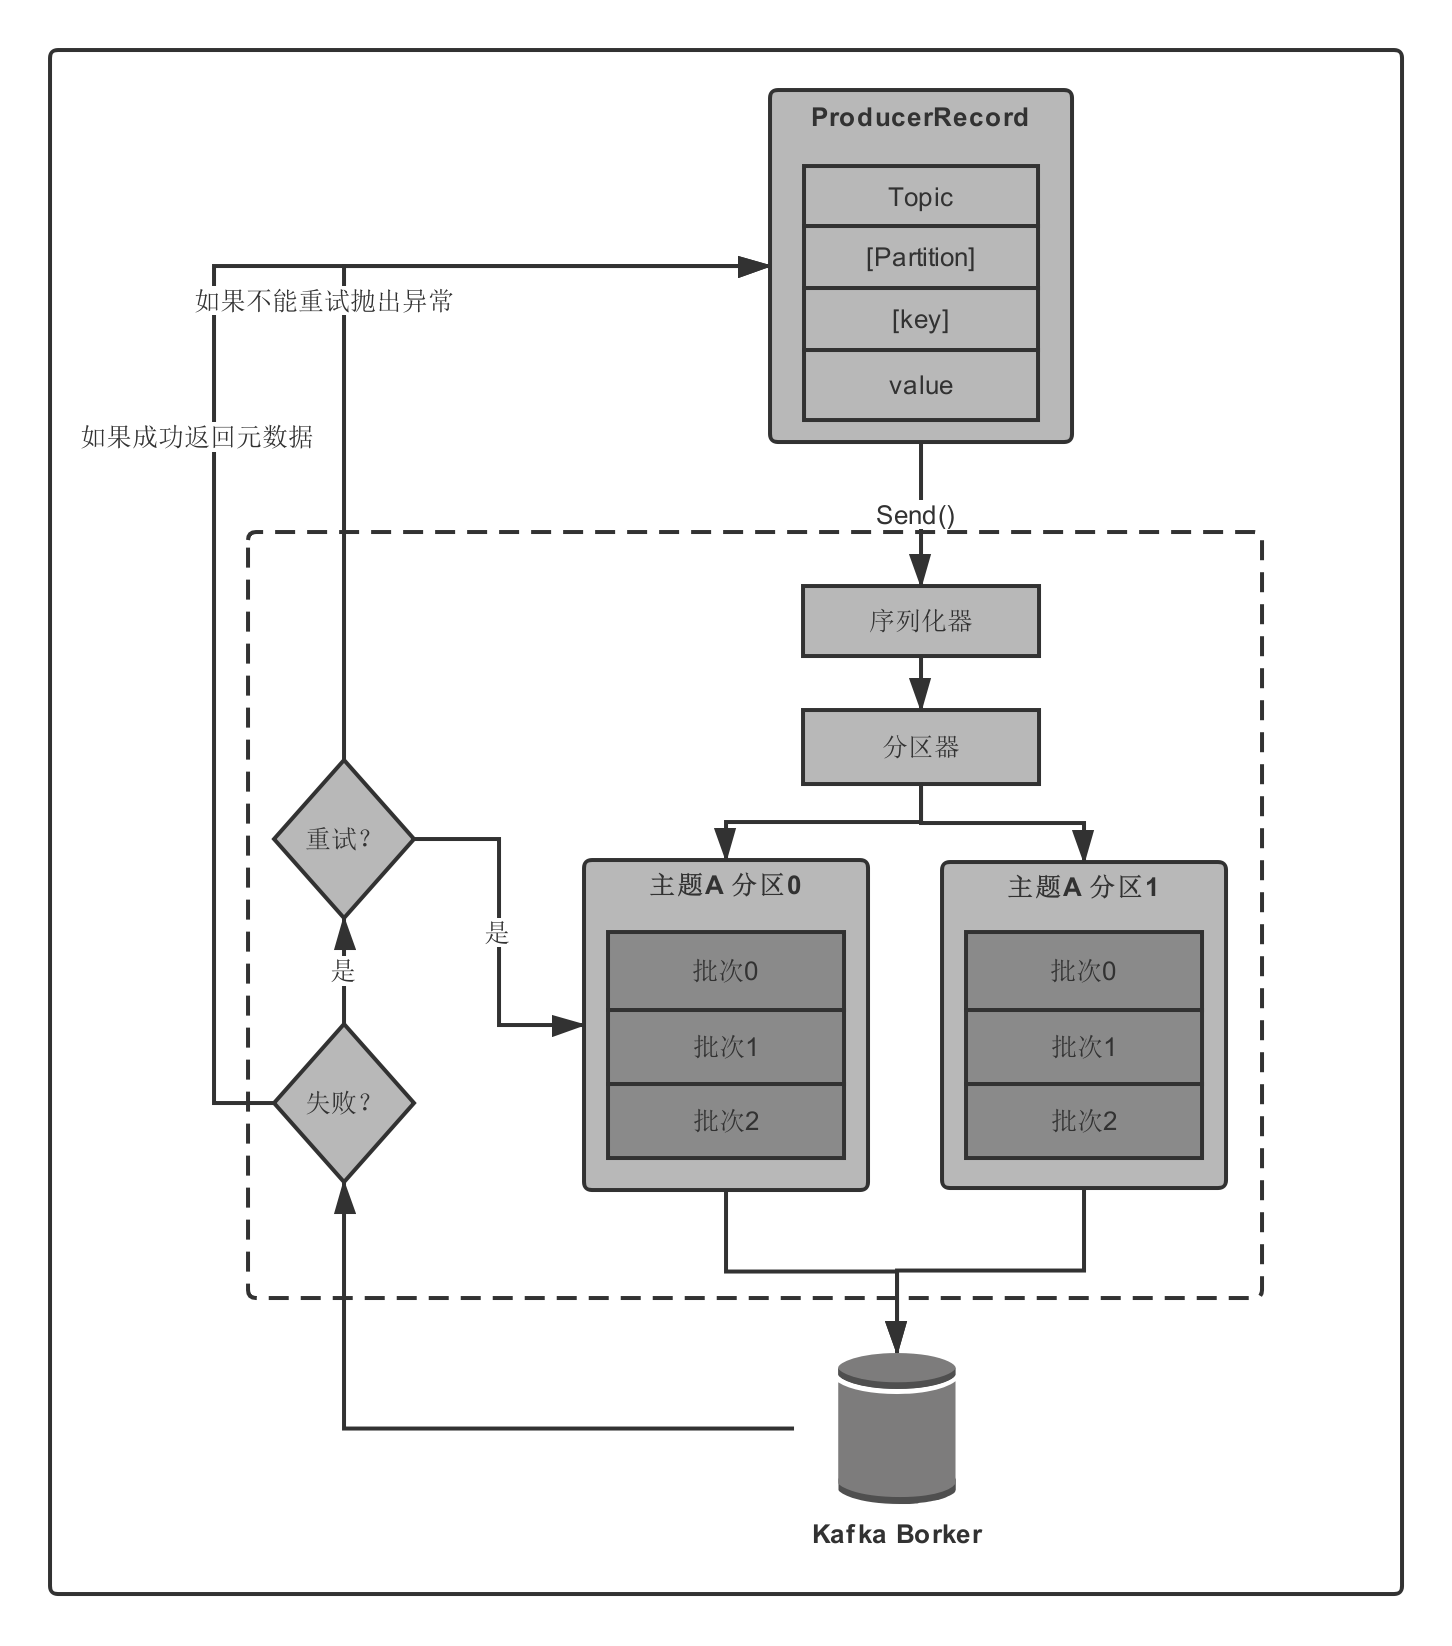 ProducerRecord
Topic
[Partition]
[key]
value
如果不能重试抛出异常
如果成功返回元数据
Send()
序列化器
分区器
重试?
是
失败?
是
主题A 分区0
批次0
批次1
批次2
主题A 分区1
批次0
批次1
批次2
Kafka Borker